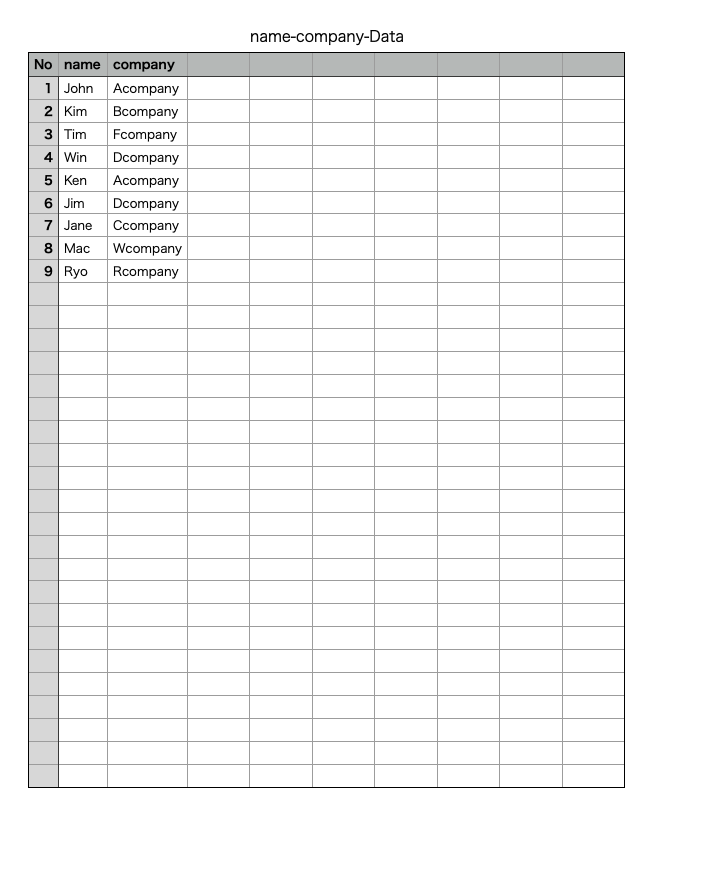 name-company-Data
No name company
1 John Acompany
2 Kim Bcompany
3 Tim Fcompany
4 Win Dcompany
5 Ken Acompany
6 Jim Dcompany
7 Jane Ccompany
8 Mac Wcompany
9 Ryo Rcompany